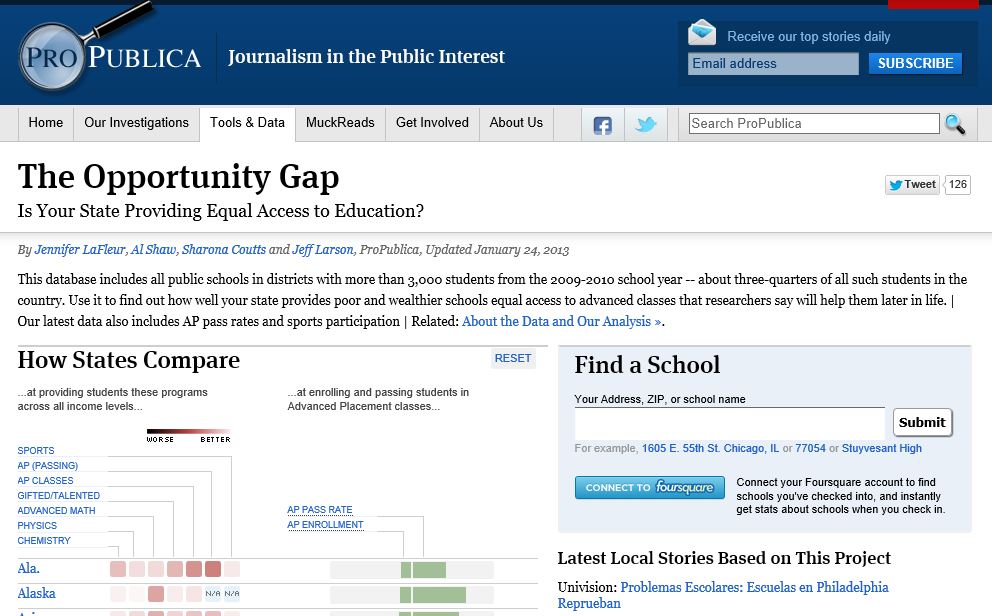 PRO PUBLICA
Journalism in the Public Interest
Receive our top stories daily
Email address
SUBSCRIBE
Home
Our Investigations
Tools & Data
MuckReads
Get Involved
About Us
Search ProPublica
The Opportunity Gap
Tweet
126
Is Your State Providing Equal Access to Education?
By Jennifer LaFleur, Al Shaw, Sharona Coutts and Jeff Larson, ProPublica, Updated January 24, 2013
This database includes all public schools in districts with more than 3,000 students from the 2009-2010 school year -- about three-quarters of all such students in the
country. Use it to find out how well your state provides poor and wealthier schools equal access to advanced classes that researchers say will help them later in life. |
Our latest data also includes AP pass rates and sports participation | Related: About the Data and Our Analysis ».
How States Compare
RESET
...at providing students these programs
across all income levels...
...at enrolling and passing students in
Advanced Placement classes...
WORSE BETTER
SPORTS
AP (PASSING)
AP CLASSES
GIFTED/TALENTED
ADVANCED MATH
PHYSICS
CHEMISTRY
AP PASS RATE
AP ENROLLMENT
Ala.
Alaska
N/A N/A
Find a School
Your Address, ZIP, or school name
Submit
For example, 1605 E. 55th St. Chicago, IL or 77054 or Stuyvesant High
CONNECT TO foursquare
Connect your Foursquare account to find
schools you've checked into, and instantly
get stats about schools when you check in.
Latest Local Stories Based on This Project
Univision: Problemas Escolares: Escuelas en Philadelphia
Reprueban